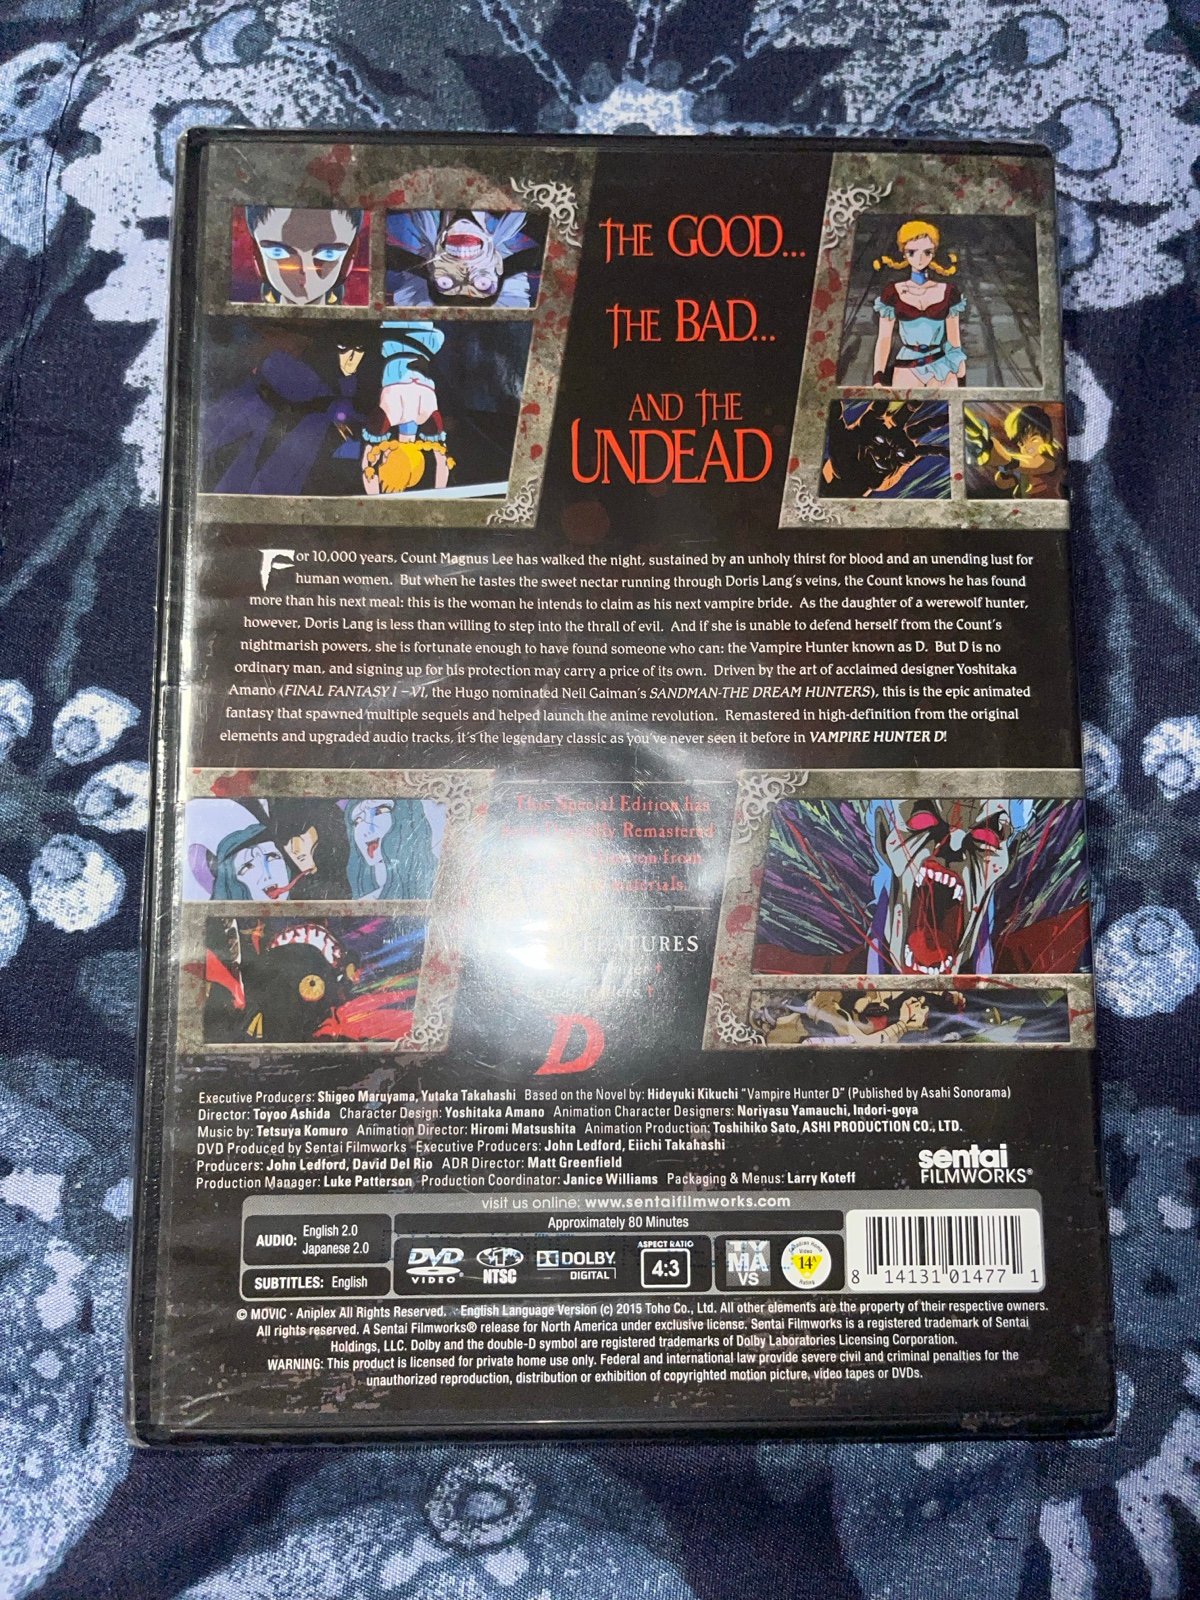 THE GOOD...
THE BAD...
AND THE
UNDEAD
For 10,000 years, Count Magnus Lee has walked the night, sustained by an unholy thirst for blood and an unending lust for
human women. But when he tastes the sweet nectar running through Doris Lang's veins, the Count knows he has found
more than his next meal: this is the woman he intends to claim as his next vampire bride. As the daughter of a werewolf hunter,
however, Doris Lang is less than willing to step into the thrall of evil. And if she is unable to defend herself from the Count's
nightmarish powers, she is fortunate enough to have found someone who can: the Vampire Hunter known as D. But D is no
ordinary man, and signing up for his protection may carry a price of its own. Driven by the art of acclaimed designer Yoshitaka
Amano (FINAL FANTASY I – VI, the Hugo nominated Neil Gaiman's SANDMAN-THE DREAM HUNTERS), this is the epic animated
fantasy that spawned multiple sequels and helped launch the anime revolution. Remastered in high-definition from the original
elements and upgraded audio tracks, it's the legendary classic as you've never seen it before in VAMPIRE HUNTER D!
This Special Edition has
Remastered
from
materials.
FEATURES
D
Executive Producers: Shigeo Maruyama, Yutaka Takahashi Based on the Novel by: Hideyuki Kikuchi "Vampire Hunter D" (Published by Asahi Sonorama)
Director: Toyoo Ashida Character Design: Yoshitaka Amano Animation Character Designers: Noriyasu Yamauchi, Indori-goya
Music by: Tetsuya Komuro Animation Director: Hiromi Matsushita Animation Production: Toshihiko Sato, ASHI PRODUCTION CO., LTD.
DVD Produced by Sentai Filmworks Executive Producers: John Ledford, Eiichi Takahashi
Producers: John Ledford, David Del Rio ADR Director: Matt Greenfield
Production Manager: Luke Patterson Production Coordinator: Janice Williams Packaging & Menus: Larry Koteff
sentai
FILMWORKS®
visit us online: www.sentaifilmworks.com
AUDIO: English 2.0
Japanese 2.0
SUBTITLES: English
Approximately 80 Minutes
DVD
VIDEO
NTSC
DOLBY
DIGITAL
ASPECT RATIO
4:3
TV
MA
VS
Canadian Home
Video
14A
Rating
8 14131 01477 1
© MOVIC · Aniplex All Rights Reserved. · English Language Version (c) 2015 Toho Co., Ltd. All other elements are the property of their respective owners.
All rights reserved. A Sentai Filmworks® release for North America under exclusive license. Sentai Filmworks is a registered trademark of Sentai
Holdings, LLC. Dolby and the double-D symbol are registered trademarks of Dolby Laboratories Licensing Corporation.
WARNING: This product is licensed for private home use only. Federal and international law provide severe civil and criminal penalties for the
unauthorized reproduction, distribution or exhibition of copyrighted motion picture, video tapes or DVDs.